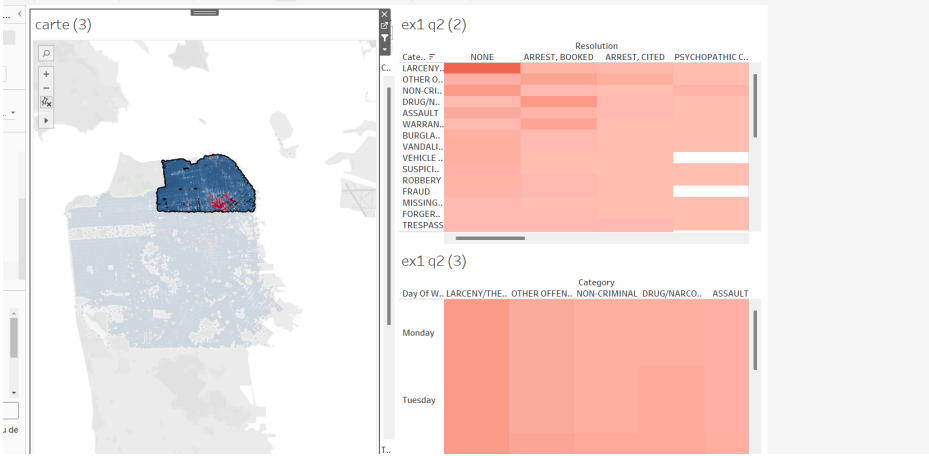 carte (3)
C..
T..
u de
ex1 q2 (2)
Resolution
Cate.. NONE ARREST, BOOKED ARREST, CITED PSYCHOPATHIC C..
LARCENY..
OTHER O..
NON-CRI..
DRUG/N..
ASSAULT
WARRAN..
BURGLA..
VANDALI..
VEHICLE ..
SUSPICI..
ROBBERY
FRAUD
MISSING..
FORGER..
TRESPASS
ex1 q2 (3)
Category
Day Of W.. LARCENY/THE.. OTHER OFFEN.. NON-CRIMINAL DRUG/NARCO.. ASSAULT
Monday
Tuesday